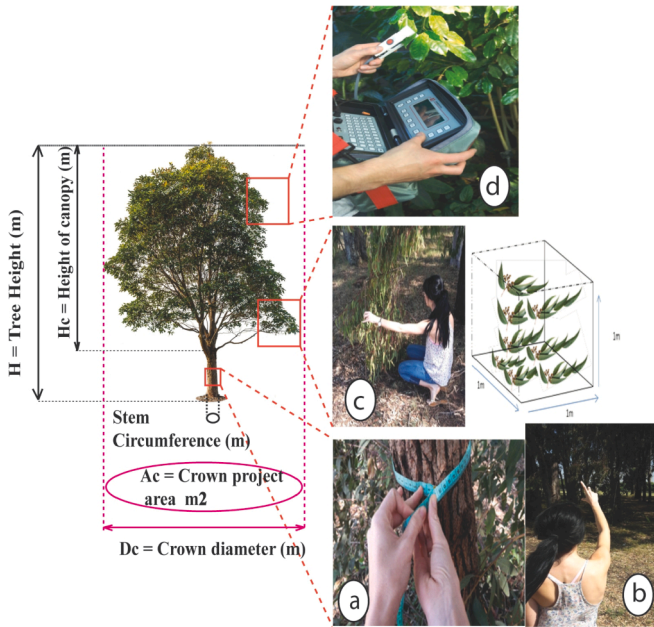 H = Tree Height (m)
Hc = Height of canopy (m)
Stem
Circumference (m)
Ac = Crown project
area m2
Dc = Crown diameter (m)
d
c
1m
1m
1m
a
b